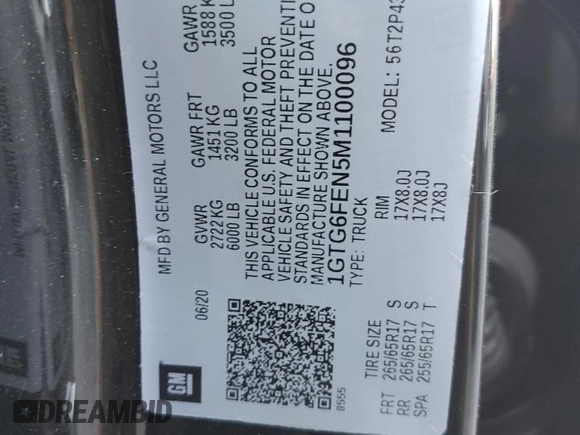 MFD BY GENERAL MOTORS LLC
06/20
GVWR GAWR FRT GAWR
2722 KG 1451 KG 1588 KG
6000 LB 3200 LB 3500 LB
THIS VEHICLE CONFORMS TO ALL
APPLICABLE U.S. FEDERAL MOTOR
VEHICLE SAFETY AND THEFT PREVENTI
STANDARDS IN EFFECT ON THE DATE O
MANUFACTURE SHOWN ABOVE.
1GTG6FEN5M1100096
TYPE: TRUCK MODEL: 56T2P43
GM
8555
TIRE SIZE RIM
FRT 265/65R17 S 17X8.0J
RR 265/65R17 S 17X8.0J
SPA 255/65R17 T 17X8J
DREAMBID